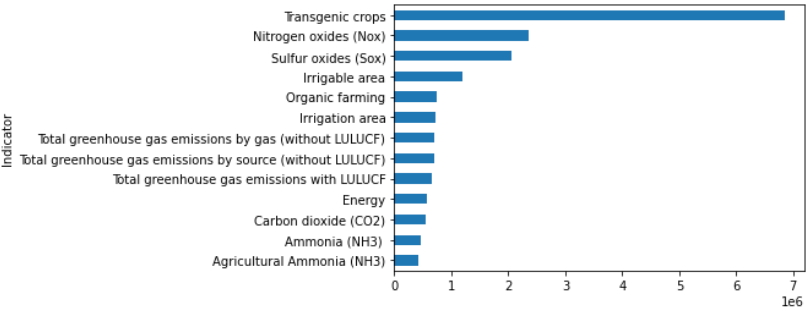 Indicator
Transgenic crops
Nitrogen oxides (Nox)
Sulfur oxides (Sox)
Irrigable area
Organic farming
Irrigation area
Total greenhouse gas emissions by gas (without LULUCF)
Total greenhouse gas emissions by source (without LULUCF)
Total greenhouse gas emissions with LULUCF
Energy
Carbon dioxide (CO2)
Ammonia (NH3)
Agricultural Ammonia (NH3)
0 1 2 3 4 5 6 7
1e6